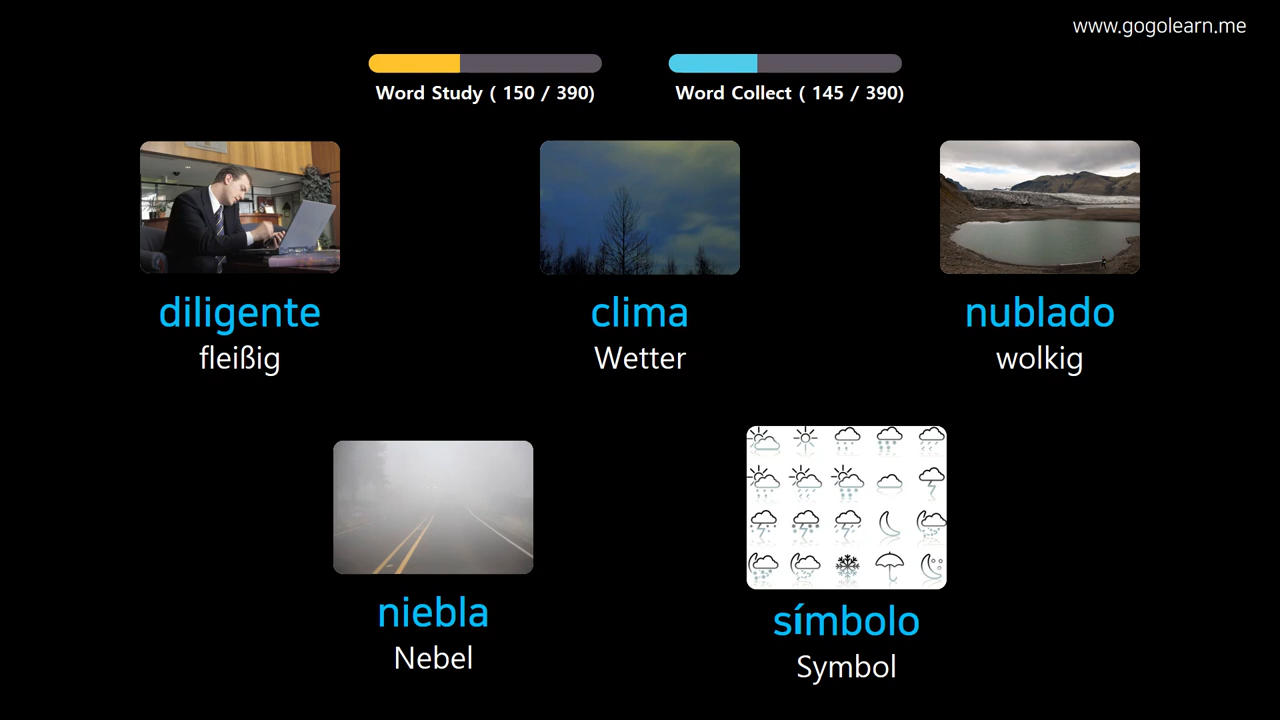 www.gogolearn.me
Word Study ( 150 / 390)
Word Collect ( 145 / 390)
diligente
fleißig
clima
Wetter
nublado
wolkig
niebla
Nebel
símbolo
Symbol